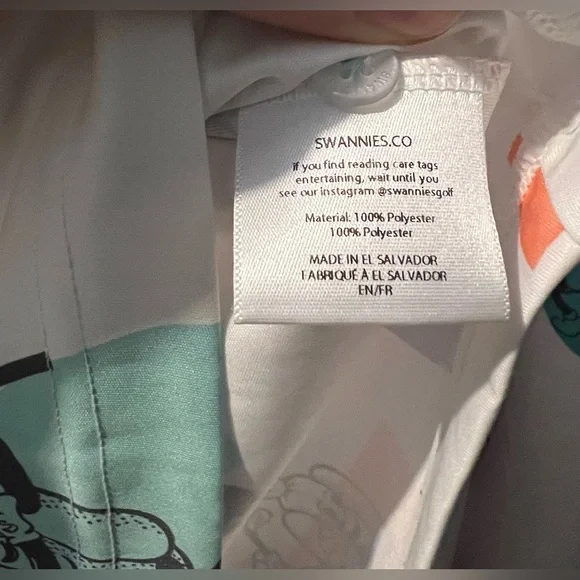 SWANNIES.CO
if you find reading care tags
entertaining, wait until you
see our instagram @swanniesgolf
Material: 100% Polyester
100% Polyester
MADE IN EL SALVADOR
FABRIQUÉ À EL SALVADOR
EN/FR